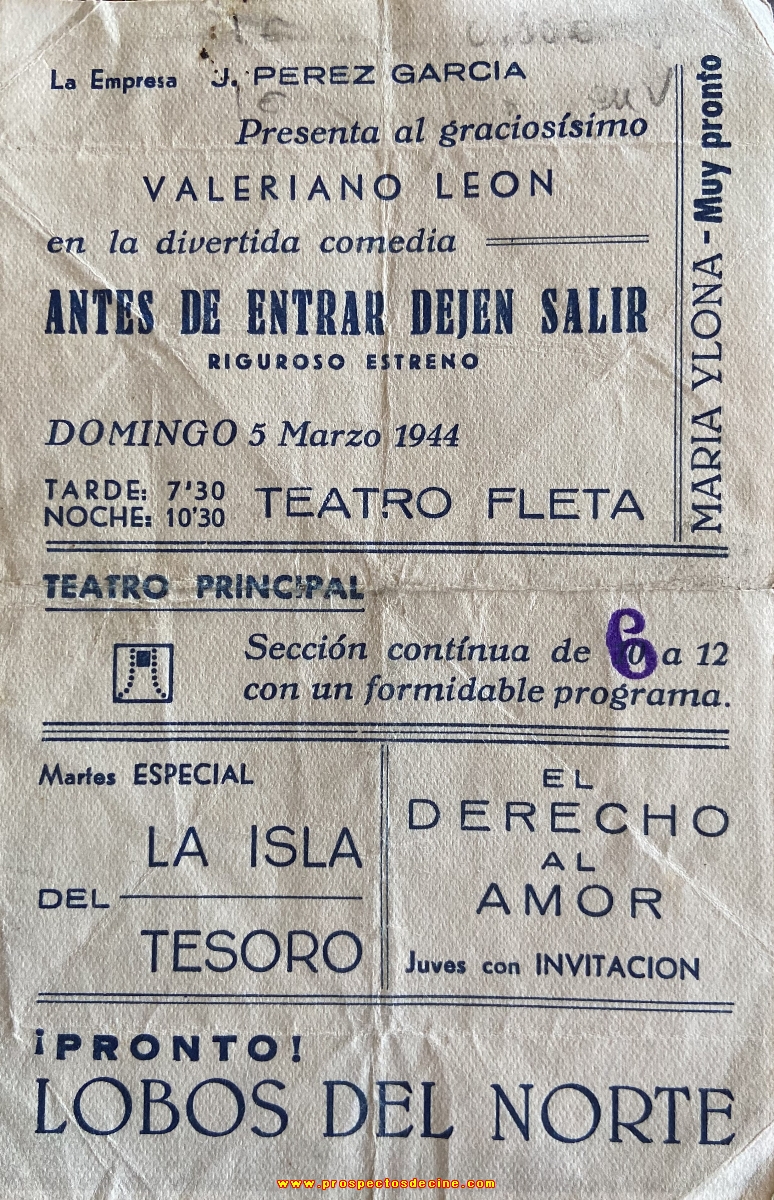 La Empresa J. PEREZ GARCIA
Presenta al graciosísimo
VALERIANO LEON
en la divertida comedia
ANTES DE ENTRAR DEJEN SALIR
RIGUROSO ESTRENO
DOMINGO 5 Marzo 1944
TARDE: 7'30
NOCHE: 10'30
TEATRO FLETA
MARIA YLONA - Muy pronto
TEATRO PRINCIPAL
Sección contínua de 6 a 12
con un formidable programa.
Martes ESPECIAL
LA ISLA
DEL
TESORO
EL
DERECHO
AL
AMOR
Juves con INVITACION
¡PRONTO!
LOBOS DEL NORTE
www.prospectosdecine.com